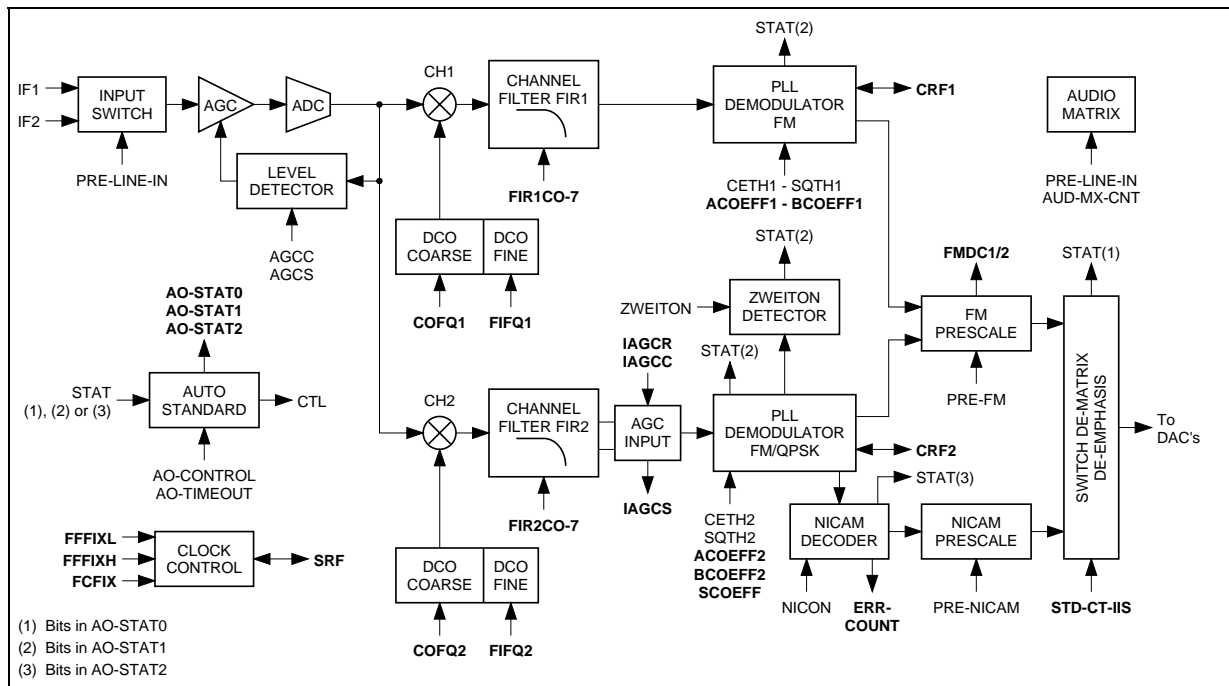 STAT(2)
IF1
IF2
INPUT
SWITCH
AGC
ADC
CH1
CHANNEL
FILTER FIR1
PLL
DEMODULATOR
FM
CRF1
AUDIO
MATRIX
PRE-LINE-IN
LEVEL
DETECTOR
FIR1CO-7
CETH1 - SQTH1
ACOEFF1 - BCOEFF1
PRE-LINE-IN
AUD-MX-CNT
AGCC
AGCS
DCO
COARSE
DCO
FINE
STAT(2)
FMDC1/2
STAT(1)
AO-STAT0
AO-STAT1
AO-STAT2
COFQ1
FIFQ1
ZWEITON
ZWEITON
DETECTOR
FM
PRESCALE
IAGCR
IAGCC
STAT(2)
STAT
(1), (2) or (3)
AUTO
STANDARD
CTL
CH2
CHANNEL
FILTER FIR2
AGC
INPUT
PLL
DEMODULATOR
FM/QPSK
PRE-FM
CRF2
SWITCH DE-MATRIX
DE-EMPHASIS
To
DAC's
AO-CONTROL
AO-TIMEOUT
FIR2CO-7
IAGCS
STAT(3)
CETH2
SQTH2
ACOEFF2
BCOEFF2
SCOEFF
NICAM
DECODER
NICAM
PRESCALE
FFFIXL
FFFIXH
FCFIX
CLOCK
CONTROL
SRF
DCO
COARSE
DCO
FINE
NICON
ERR-
COUNT
PRE-NICAM
STD-CT-IIS
COFQ2
FIFQ2
(1) Bits in AO-STAT0
(2) Bits in AO-STAT1
(3) Bits in AO-STAT2